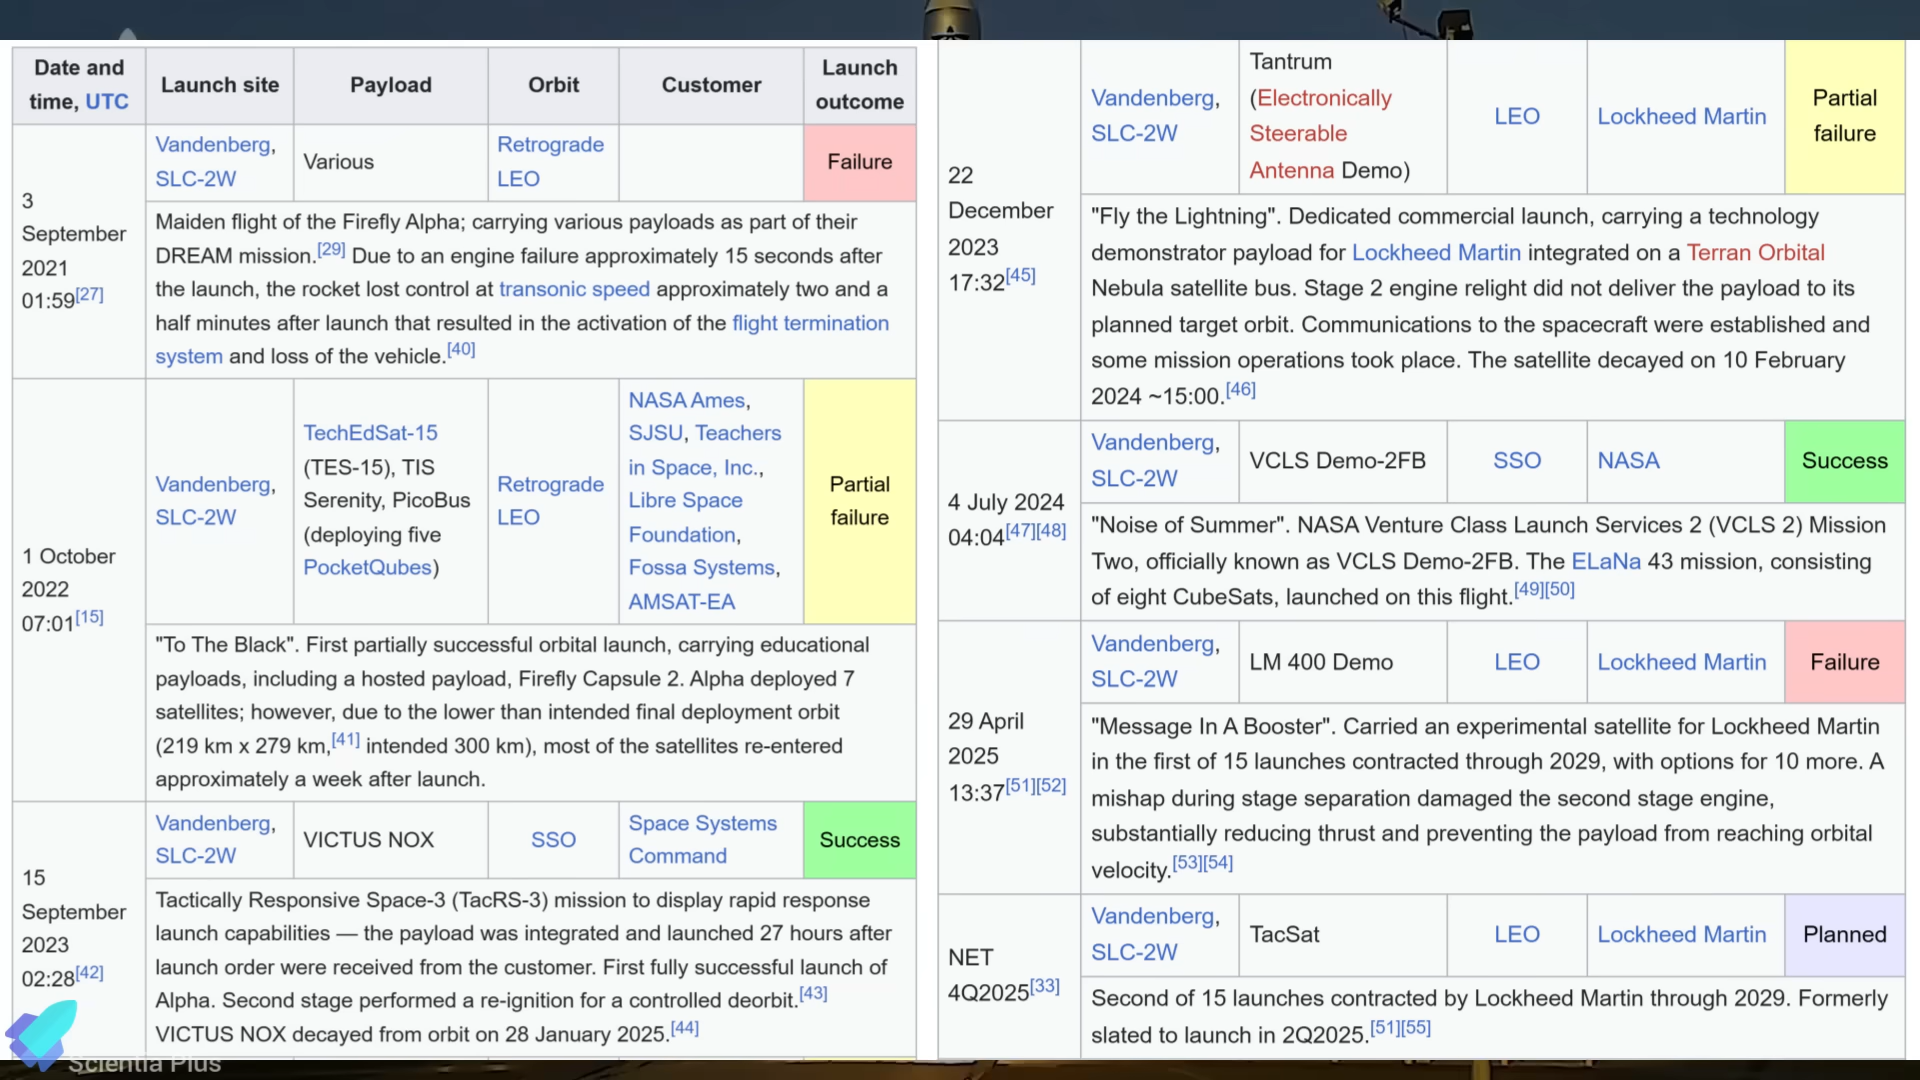 Date and
time, UTC
Launch site
Payload
Orbit
Customer
Launch
outcome
3
September
2021
01:59[27]
Vandenberg,
SLC-2W
Various
Retrograde
LEO
Failure
Maiden flight of the Firefly Alpha; carrying various payloads as part of their
DREAM mission.[29] Due to an engine failure approximately 15 seconds after
the launch, the rocket lost control at transonic speed approximately two and a
half minutes after launch that resulted in the activation of the flight termination
system and loss of the vehicle.[40]
1 October
2022
07:01[15]
Vandenberg,
SLC-2W
TechEdSat-15
(TES-15), TIS
Serenity, PicoBus
(deploying five
PocketQubes)
Retrograde
LEO
NASA Ames,
SJSU, Teachers
in Space, Inc.,
Libre Space
Foundation,
Fossa Systems,
AMSAT-EA
Partial
failure
"To The Black". First partially successful orbital launch, carrying educational
payloads, including a hosted payload, Firefly Capsule 2. Alpha deployed 7
satellites; however, due to the lower than intended final deployment orbit
(219 km x 279 km,[41] intended 300 km), most of the satellites re-entered
approximately a week after launch.
15
September
2023
02:28[42]
Vandenberg,
SLC-2W
VICTUS NOX
SSO
Space Systems
Command
Success
Tactically Responsive Space-3 (TacRS-3) mission to display rapid response
launch capabilities — the payload was integrated and launched 27 hours after
launch order were received from the customer. First fully successful launch of
Alpha. Second stage performed a re-ignition for a controlled deorbit.[43]
VICTUS NOX decayed from orbit on 28 January 2025.[44]
22
December
2023
17:32[45]
Vandenberg,
SLC-2W
Tantrum
(Electronically
Steerable
Antenna Demo)
LEO
Lockheed Martin
Partial
failure
"Fly the Lightning". Dedicated commercial launch, carrying a technology
demonstrator payload for Lockheed Martin integrated on a Terran Orbital
Nebula satellite bus. Stage 2 engine relight did not deliver the payload to its
planned target orbit. Communications to the spacecraft were established and
some mission operations took place. The satellite decayed on 10 February
2024 ~15:00.[46]
4 July 2024
04:04[47][48]
Vandenberg,
SLC-2W
VCLS Demo-2FB
SSO
NASA
Success
"Noise of Summer". NASA Venture Class Launch Services 2 (VCLS 2) Mission
Two, officially known as VCLS Demo-2FB. The ELaNa 43 mission, consisting
of eight CubeSats, launched on this flight.[49][50]
29 April
2025
13:37[51][52]
Vandenberg,
SLC-2W
LM 400 Demo
LEO
Lockheed Martin
Failure
"Message In A Booster". Carried an experimental satellite for Lockheed Martin
in the first of 15 launches contracted through 2029, with options for 10 more. A
mishap during stage separation damaged the second stage engine,
substantially reducing thrust and preventing the payload from reaching orbital
velocity.[53][54]
NET
4Q2025[33]
Vandenberg,
SLC-2W
TacSat
LEO
Lockheed Martin
Planned
Second of 15 launches contracted by Lockheed Martin through 2029. Formerly
slated to launch in 2Q2025.[51][55]
Scientia Plus